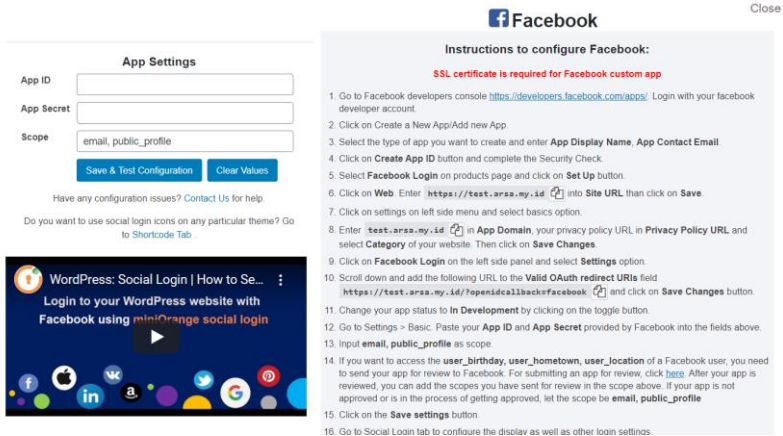 Close
Facebook
App Settings
App ID
App Secret
Scope
email, public_profile
Save & Test Configuration
Clear Values
Have any configuration issues? Contact Us for help.
Do you want to use social login icons on any particular theme? Go
to Shortcode Tab .
WordPress: Social Login | How to Se...
Login to your WordPress website with
Facebook using miniOrange social login
Instructions to configure Facebook:
SSL certificate is required for Facebook custom app
1. Go to Facebook developers console https://developers.facebook.com/apps/. Login with your facebook
developer account.
2. Click on Create a New App/Add new App.
3. Select the type of app you want to create and enter App Display Name, App Contact Email.
4. Click on Create App ID button and complete the Security Check.
5. Select Facebook Login on products page and click on Set Up button.
6. Click on Web. Enter https://test.arsa.my.id into Site URL than click on Save.
7. Click on settings on left side menu and select basics option.
8. Enter test.arsa.my.id in App Domain, your privacy policy URL in Privacy Policy URL and
select Category of your website. Then click on Save Changes.
9. Click on Facebook Login on the left side panel and select Settings option.
10. Scroll down and add the following URL to the Valid OAuth redirect URIs field
https://test.arsa.my.id/?openidcallback=facebook and click on Save Changes button.
11. Change your app status to In Development by clicking on the toggle button.
12. Go to Settings > Basic. Paste your App ID and App Secret provided by Facebook into the fields above.
13. Input email, public_profile as scope.
14. If you want to access the user_birthday, user_hometown, user_location of a Facebook user, you need
to send your app for review to Facebook. For submitting an app for review, click here. After your app is
reviewed, you can add the scopes you have sent for review in the scope above. If your app is not
approved or is in the process of getting approved, let the scope be email, public_profile
15. Click on the Save settings button.
16. Go to Social Login tab to configure the display as well as other login settings.